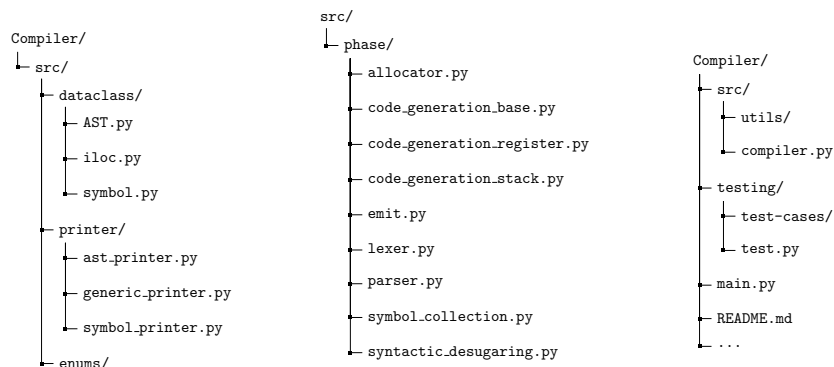 Compiler/
src/
dataclass/
AST.py
iloc.py
symbol.py
printer/
ast_printer.py
generic_printer.py
symbol_printer.py
enums/
src/
phase/
allocator.py
code_generation_base.py
code_generation_register.py
code_generation_stack.py
emit.py
lexer.py
parser.py
symbol_collection.py
syntactic_desugaring.py
Compiler/
src/
utils/
compiler.py
testing/
test-cases/
test.py
main.py
README.md
...